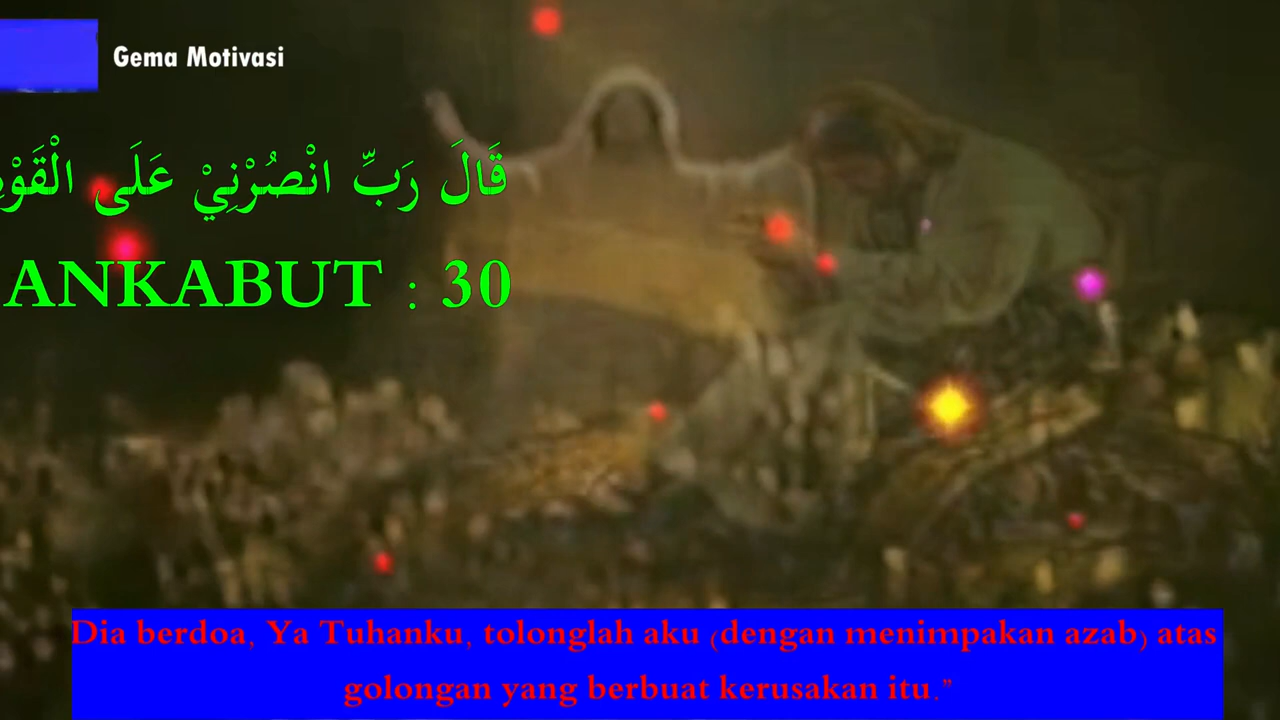 Gema Motivasi
قَالَ رَبِّ انْصُرْنِيْ عَلَى الْقَوْمِ
ANKABUT : 30
Dia berdoa, Ya Tuhanku, tolonglah aku (dengan menimpakan azab) atas
golongan yang berbuat kerusakan itu.”